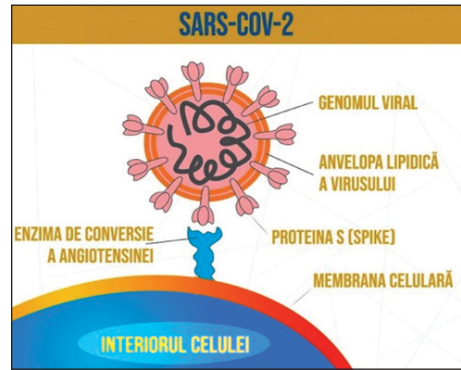 SARS-COV-2
GENOMUL VIRAL
ANVELOPA LIPIDICĂ
A VIRUSULUI
ENZIMA DE CONVERSIE
A ANGIOTENSINEI
PROTEINA S (SPIKE)
MEMBRANA CELULARĂ
INTERIORUL CELULEI